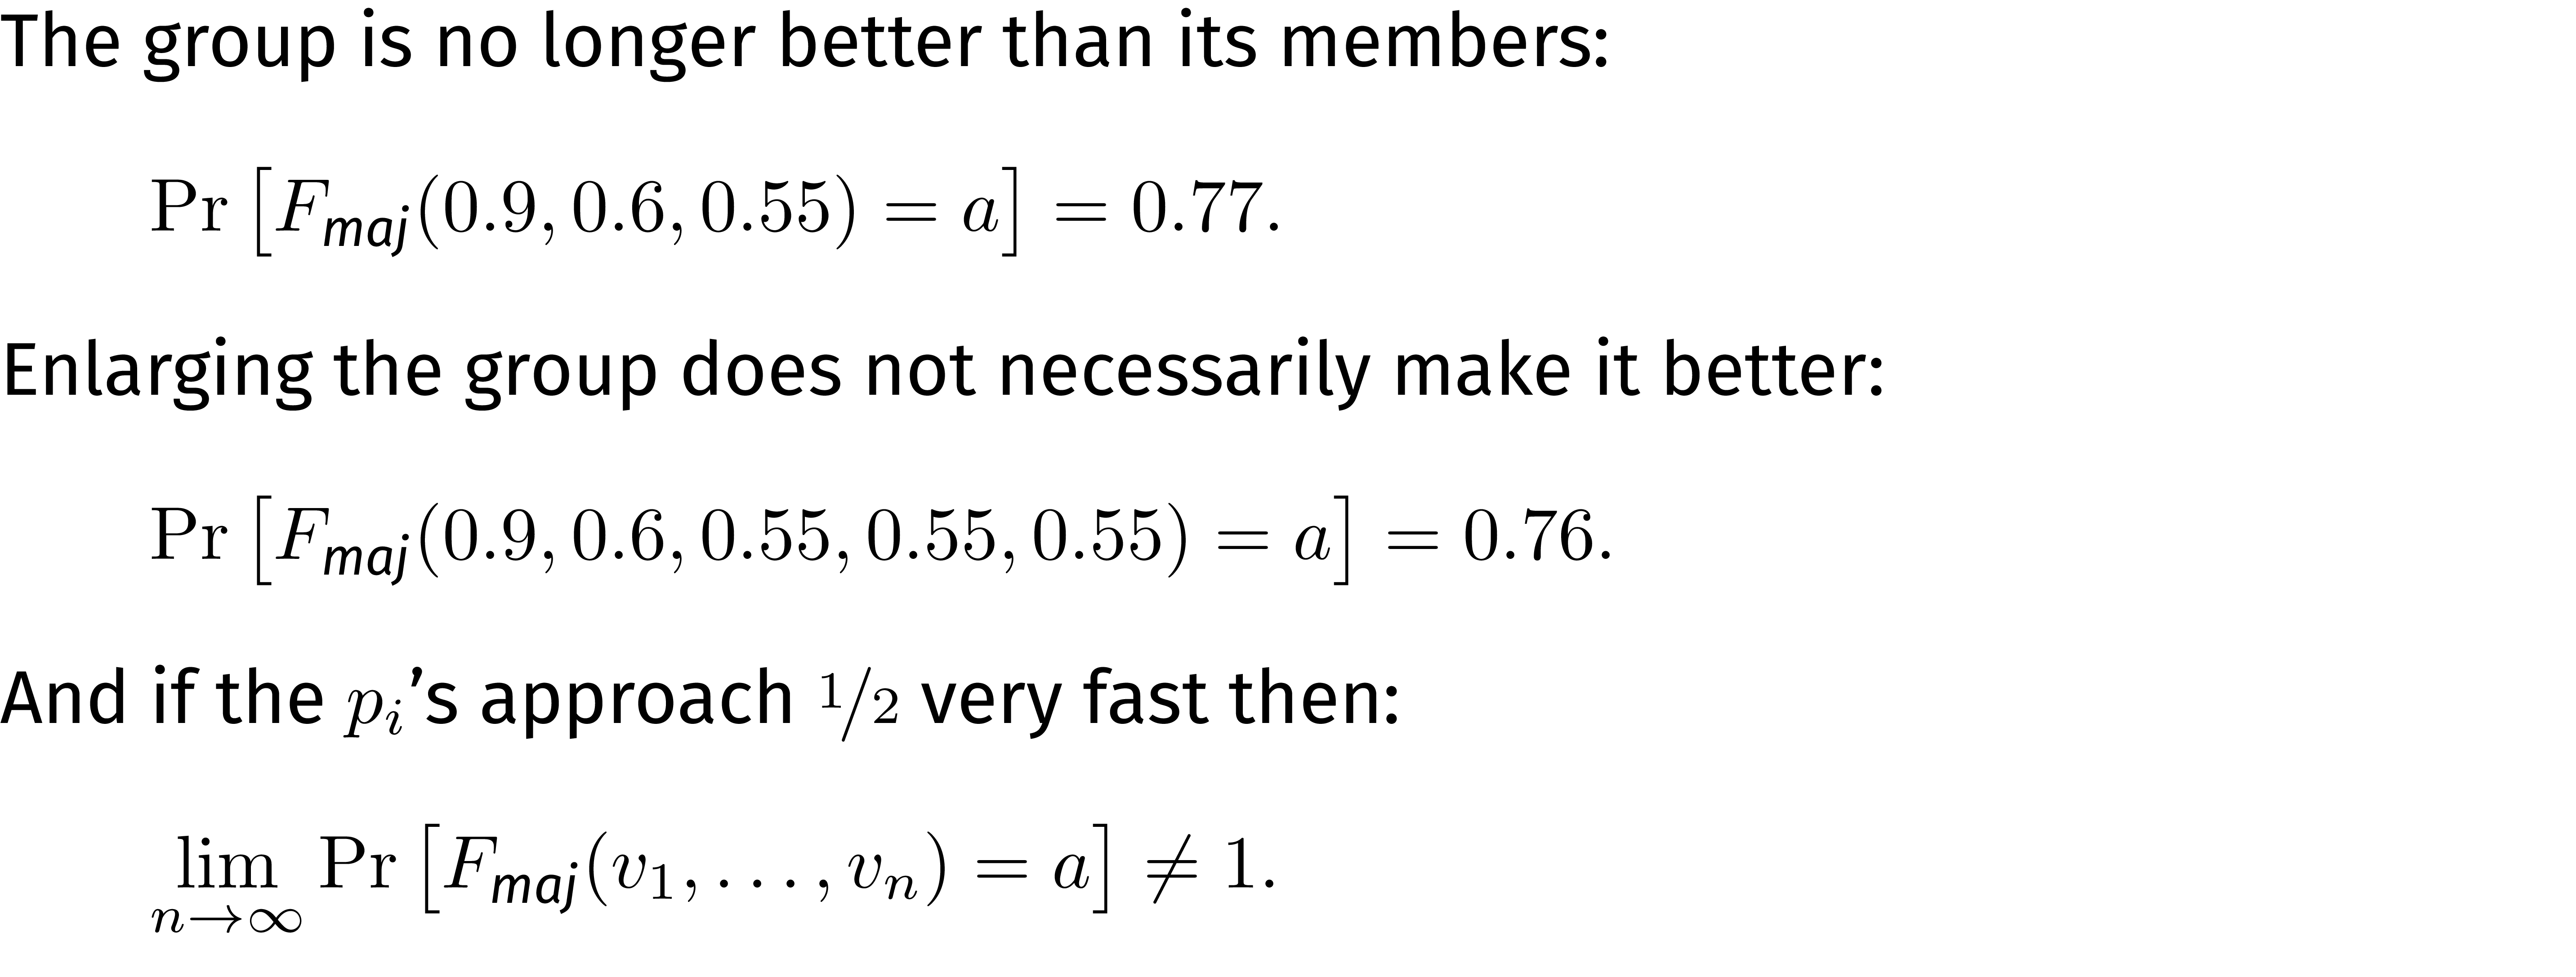 The group is no longer better than its members:
Pr [F_maj(0.9, 0.6, 0.55) = a] = 0.77.
Enlarging the group does not necessarily make it better:
Pr [F_maj(0.9, 0.6, 0.55, 0.55, 0.55) = a] = 0.76.
And if the p_i’s approach 1/2 very fast then:
lim_{n→∞} Pr [F_maj(v_1, . . . , v_n) = a] ≠ 1.